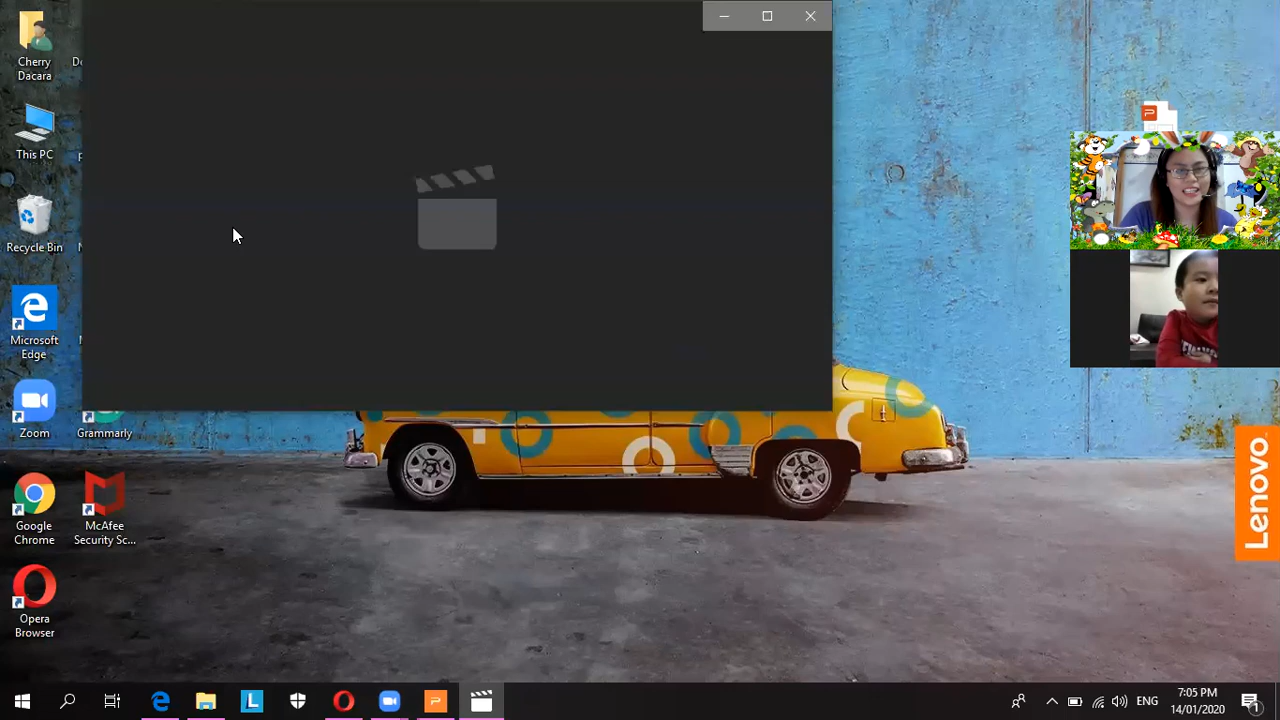 Cherry
Dacara
This PC
Recycle Bin
Microsoft
Edge
Zoom
Grammarly
Google
Chrome
McAfee
Security Sc...
Opera
Browser
P
Lenovo
L
P
ENG
7:05 PM
14/01/2020
1